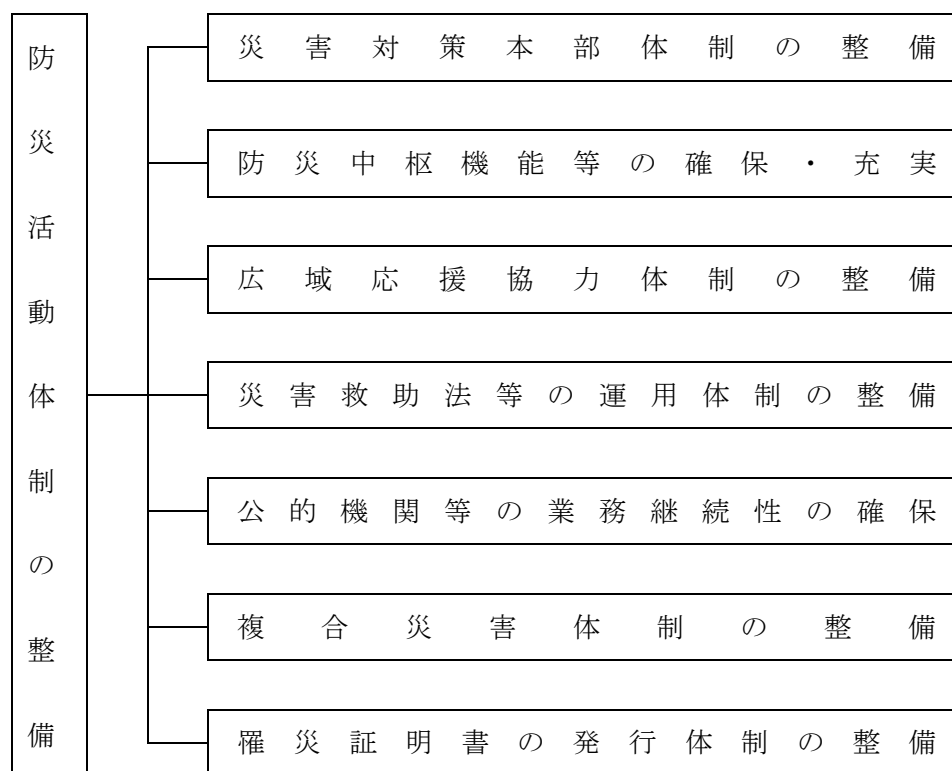 防災活動体制の整備
災害対策本部体制の整備
防災中枢機能等の確保・充実
広域応援協力体制の整備
災害救助法等の運用体制の整備
公的機関等の業務継続性の確保
複合災害体制の整備
罹災証明書の発行体制の整備